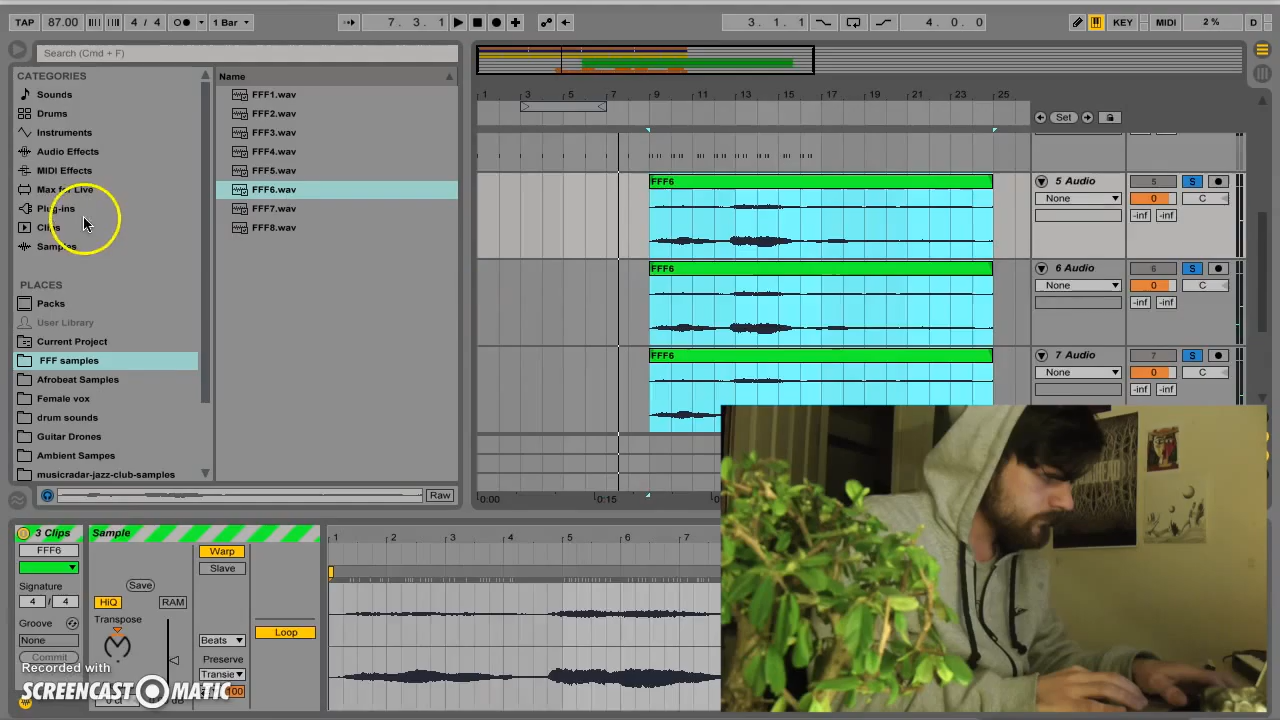 TAP 87.00 4 / 4 1 Bar 7. 3. 1 3. 1. 1 4. 0. 0 KEY MIDI 2 % D
Search (Cmd + F)
CATEGORIES
Sounds
Drums
Instruments
Audio Effects
MIDI Effects
Max for Live
Plug-ins
Clips
Samples
PLACES
Packs
User Library
Current Project
FFF samples
Afrobeat Samples
Female vox
drum sounds
Guitar Drones
Ambient Sampes
musicradar-jazz-club-samples
Name
FFF1.wav
FFF2.wav
FFF3.wav
FFF4.wav
FFF5.wav
FFF6.wav
FFF7.wav
FFF8.wav
Raw
1 3 5 7 9 11 13 15 17 19 21 23 25
Set
FFF6
5 Audio 5 S
None 0 C
-inf -inf
FFF6
6 Audio 6 S
None 0 C
-inf -inf
FFF6
7 Audio 7 S
None 0 C
-inf -inf
0:00 0:15
3 Clips
FFF6
Signature
4 / 4
Groove
None
Commit
Sample
Save
HiQ RAM
Transpose
Warp
Slave
Beats
Preserve
Transie
100
Loop
1 2 3 4 5 6 7
Recorded with
SCREENCAST O MATIC